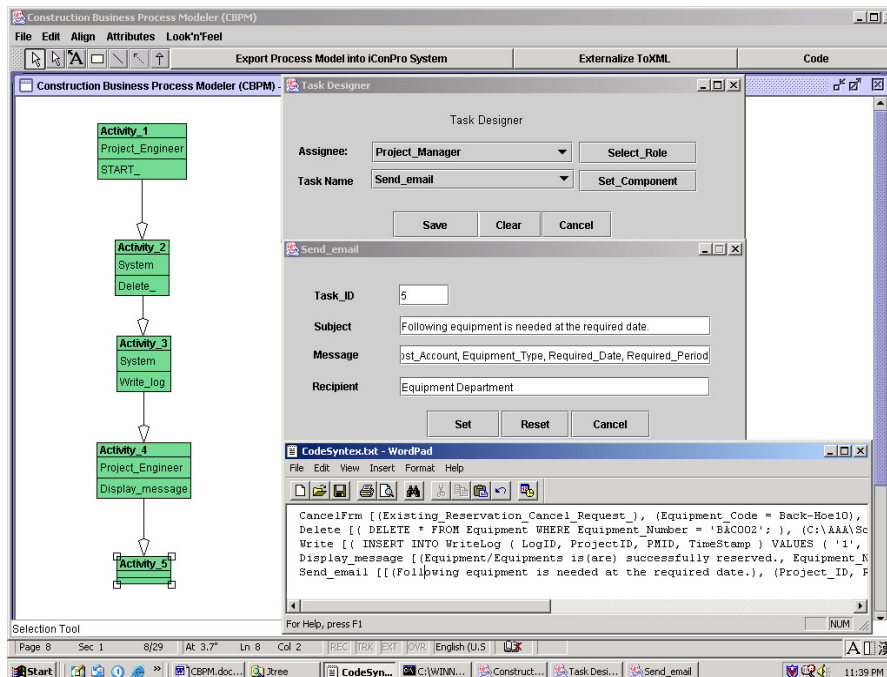 Construction Business Process Modeler (CBPM)
File Edit Align Attributes Look'n'Feel
A Export Process Model into iConPro System Externalize ToXML Code
Construction Business Process Modeler (CBPM) -
Activity_1
Project_Engineer
START_
Activity_2
System
Delete_
Activity_3
System
Write_log
Activity_4
Project_Engineer
Display_message
Activity_5
Selection Tool
Task Designer
Task Designer
Assignee: Project_Manager Select_Role
Task Name Send_email Set_Component
Save Clear Cancel
Send_email
Task_ID 5
Subject Following equipment is needed at the required date.
Message ost_Account, Equipment_Type, Required_Date, Required_Period
Recipient Equipment Department
Set Reset Cancel
CodeSyntex.txt - WordPad
File Edit View Insert Format Help
CancelFrm [(Existing_Reservation_Cancel_Request_), (Equipment_Code = Back-Hoe10),
Delete [( DELETE * FROM Equipment WHERE Equipment_Number = 'BAC002'; ), (C:\AAA\Sc
Write [( INSERT INTO WriteLog ( LogID, ProjectID, PMID, TimeStamp ) VALUES ( '1',
Display_message [(Equipment/Equipments is(are) successfully reserved., Equipment_N
Send_email [[(Following equipment is needed at the required date.), (Project_ID,
For Help, press F1 NUM
Page 8 Sec 1 8/29 At 3.7" Ln 8 Col 2 REC TRK EXT OVR English (U.S A
Start » CBPM.doc... Jtree CodeSyn... C:\WINN... Construct... Task Desi... Send_email 11:39 PM